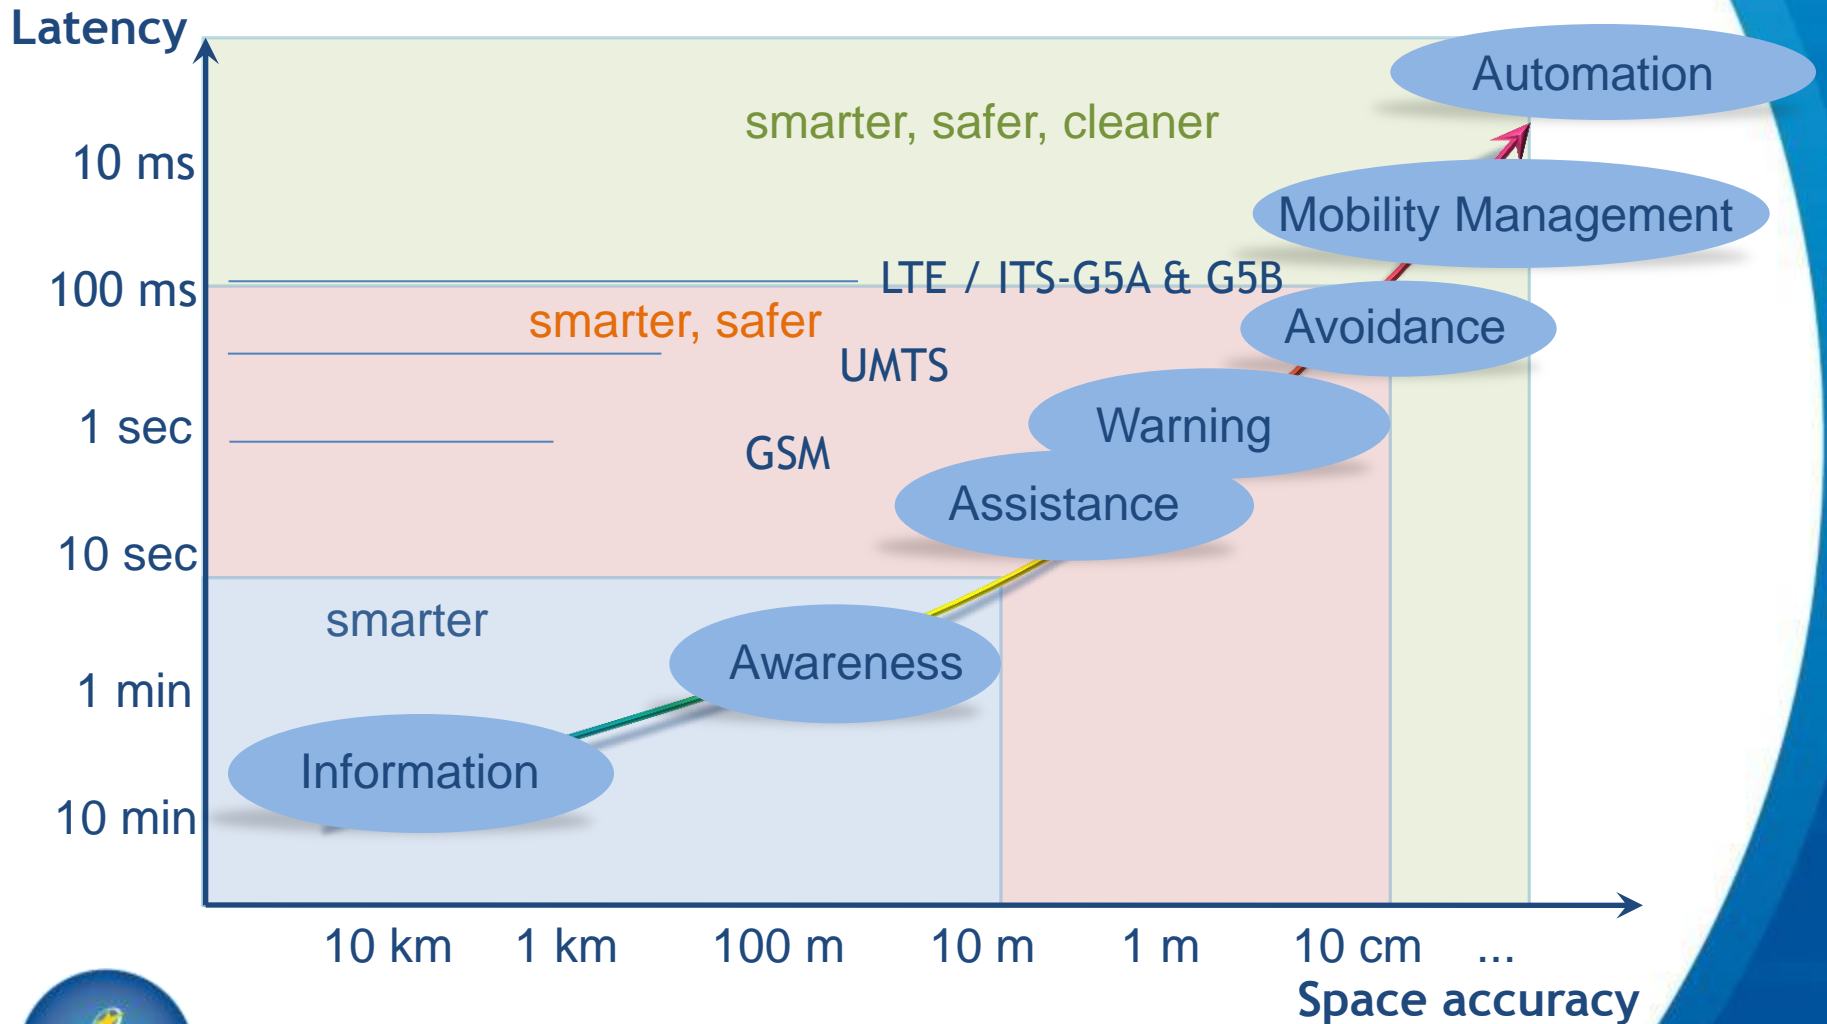 Latency
Automation
smarter, safer, cleaner
10 ms
Mobility Management
100 ms
LTE / ITS-G5A & G5B
smarter, safer
Avoidance
UMTS
1 sec
Warning
GSM
Assistance
10 sec
smarter
Awareness
1 min
Information
10 min
10 km 1 km 100 m 10 m 1 m 10 cm ...
Space accuracy